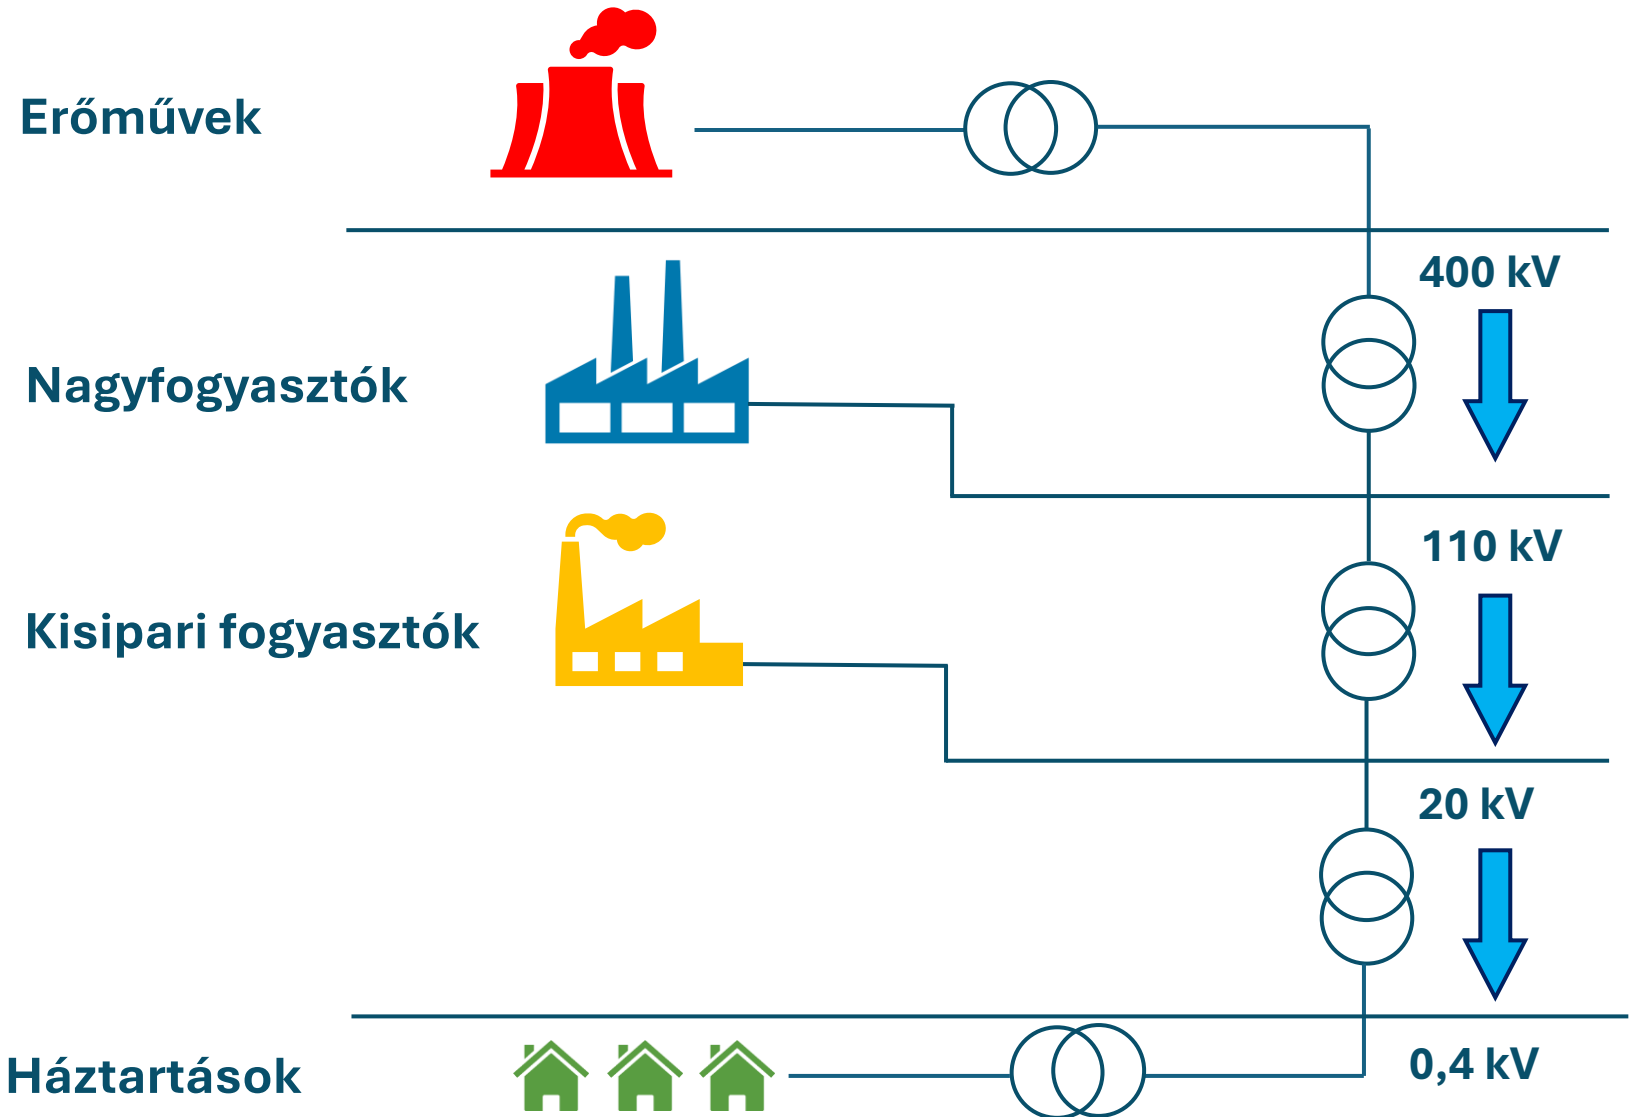 Erőművek
400 kV
Nagyfogyasztók
110 kV
Kisipari fogyasztók
20 kV
Háztartások
0,4 kV